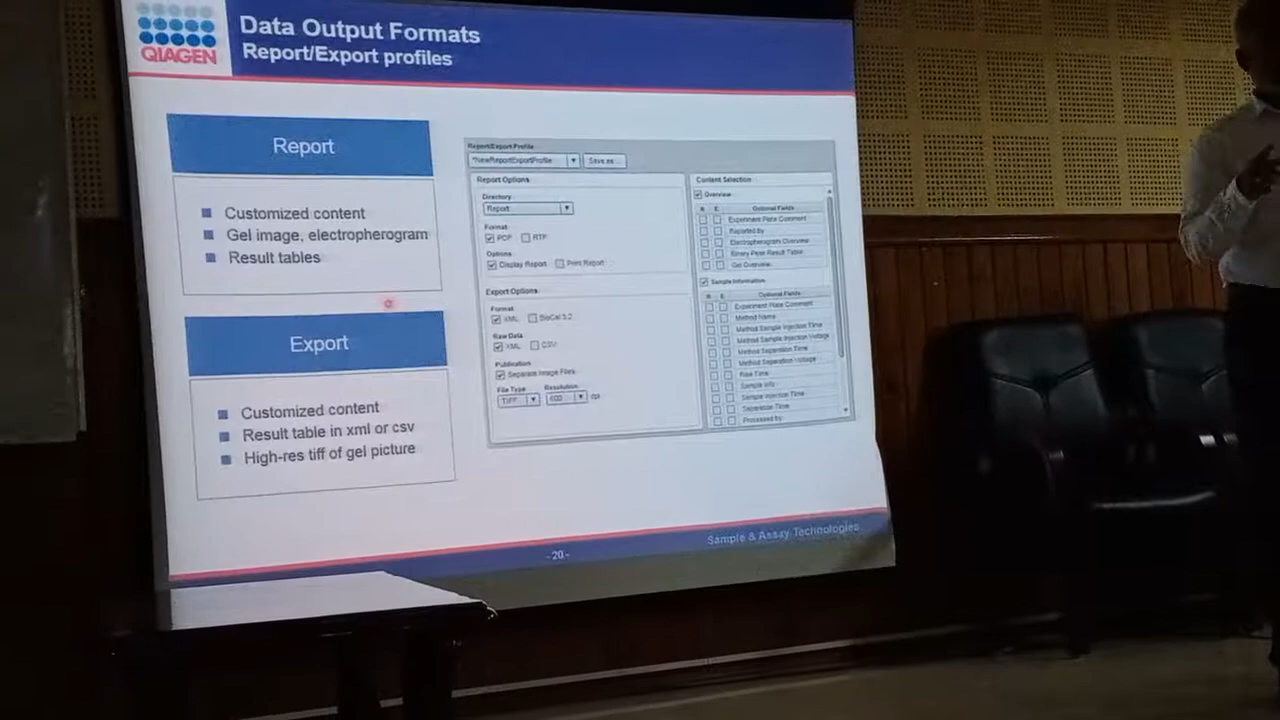 QIAGEN
Data Output Formats
Report/Export profiles
Report
Customized content
Gel image, electropherogram
Result tables
Export
Customized content
Result table in xml or csv
High-res tiff of gel picture
Report/Export Profile
*NewReportExportProfile
Save as ...
Report Options
Directory
Report
Format
PDF
RTF
Options
Display Report
Print Report
Export Options
Format
XML
BioCal 3.2
Raw Data
XML
CSV
Publication
Separate Image Files
File Type
Resolution
TIFF
600
dpi
Content Selection
Overview
R E Optional Fields
Experiment Plate Comment
Reported by
Electropherogram Overview
Binary Peak Result Table
Gel Overview
Sample Information
R E Optional Fields
Experiment Plate Comment
Method Name
Method Sample Injection Time
Method Sample Injection Voltage
Method Separation Time
Method Separation Voltage
Run Time
Sample Info
Sample Injection Time
Separation Time
Processed by
- 20 -
Sample & Assay Technologies